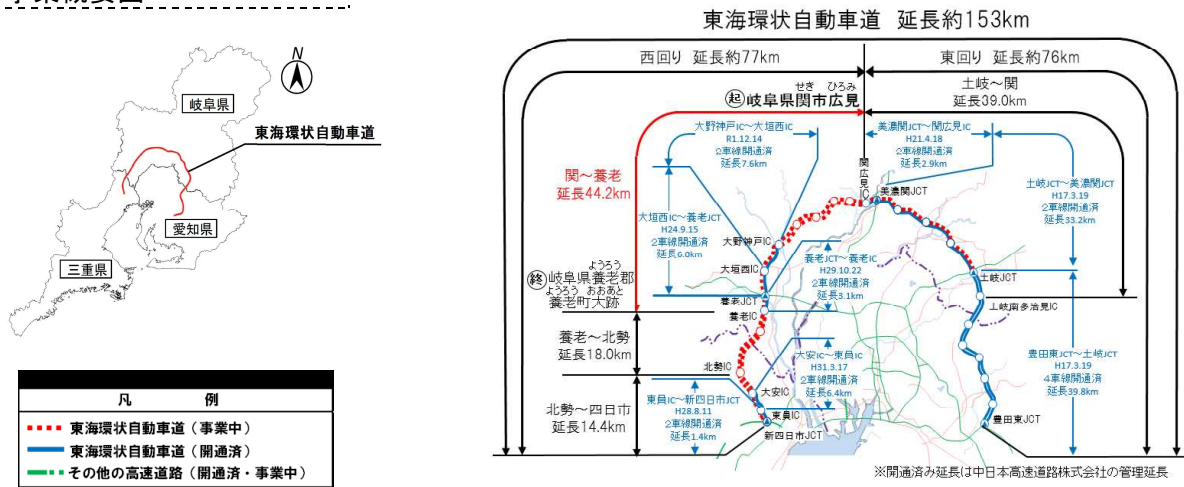 N
岐阜県
東海環状自動車道
愛知県
三重県
凡 例
東海環状自動車道（事業中）
東海環状自動車道（開通済）
その他の高速道路（開通済・事業中）
東海環状自動車道 延長約153km
西回り 延長約77km
東回り 延長約76km
せき ひろみ
起 岐阜県関市広見
土岐～関
延長39.0km
大野神戸IC～大垣西IC
R1.12.14
2車線開通済
延長7.6km
美濃関JCT～関広見IC
H21.4.18
2車線開通済
延長2.9km
関～養老
延長44.2km
関広見IC
美濃関JCT
土岐JCT～美濃関JCT
H17.3.19
2車線開通済
延長33.2km
大垣西IC～養老JCT
H24.9.15
2車線開通済
延長6.0km
大野神戸IC
大垣西IC
養老JCT～養老IC
H29.10.22
2車線開通済
延長3.1km
土岐JCT
ようろう
終 岐阜県養老郡
ようろう おおあと
養老町大跡
養老JCT
養老IC
土岐南多治見IC
養老～北勢
延長18.0km
北勢IC
大安IC～東員IC
H31.3.17
2車線開通済
延長6.4km
豊田東JCT～土岐JCT
H17.3.19
4車線開通済
延長39.8km
北勢～四日市
延長14.4km
東員IC～新四日市JCT
H28.8.11
2車線開通済
延長1.4km
大安IC
東員IC
新四日市JCT
豊田東JCT
※開通済み延長は中日本高速道路株式会社の管理延長